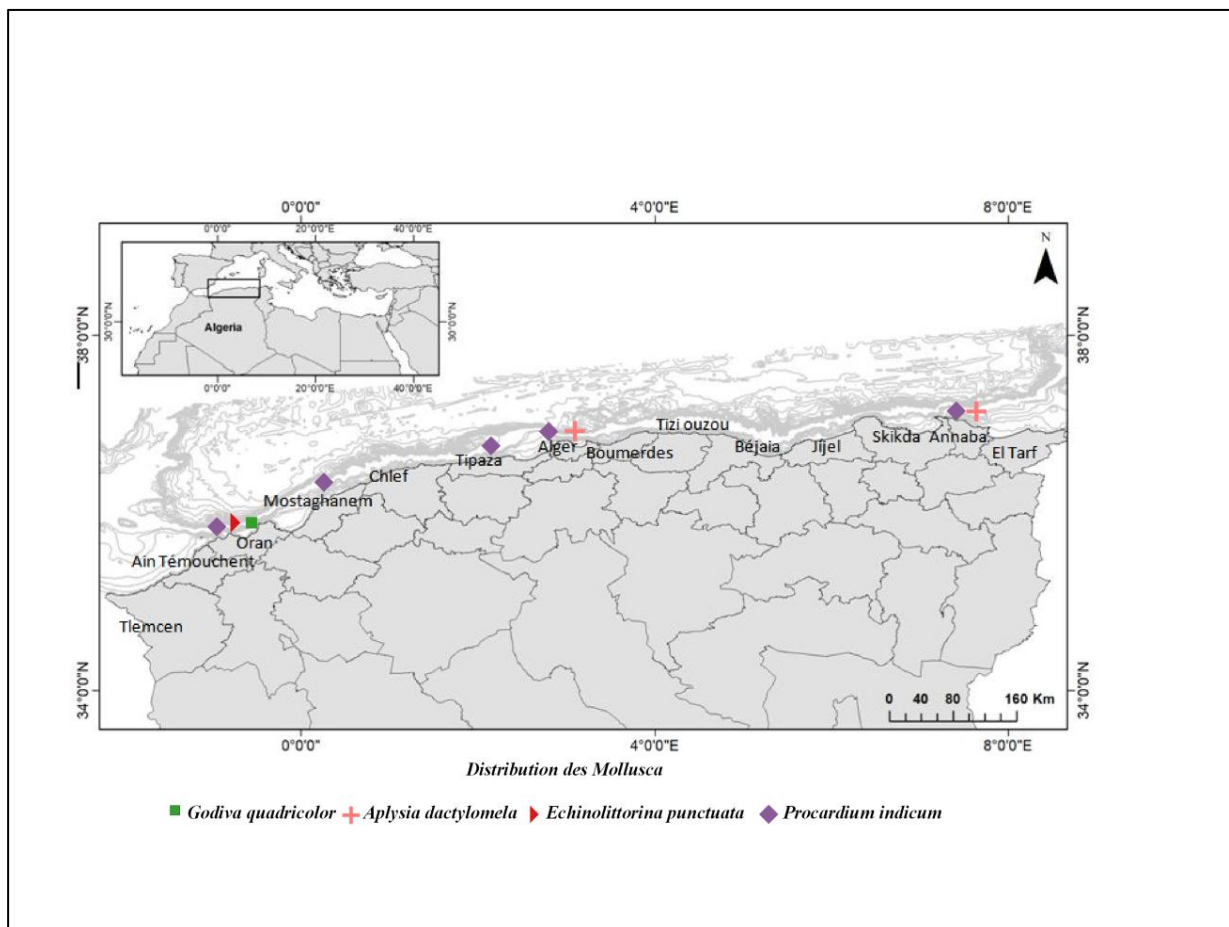 0°0'0" 4°0'0"E 8°0'0"E
0°0'0"E 20°0'0"E 40°0'0"E
N
30°0'0"N
30°0'0"N
Algeria
0°0'0"E 20°0'0"E 40°0'0"E
38°0'0"N
38°0'0"N
Tizi ouzou
Alger
Skikda Annaba
Tipaza
Boumerdes
Béjaia
Jijel
El Tarf
Chlef
Mostaghanem
Oran
Ain Témouchent
Tlemcen
34°0'0"N
34°0'0"N
0 40 80 160 Km
0°0'0" 4°0'0"E 8°0'0"E
Distribution des Mollusca
Godiva quadricolor Aplysia dactylomela Echinolittorina punctuata Procardium indicum